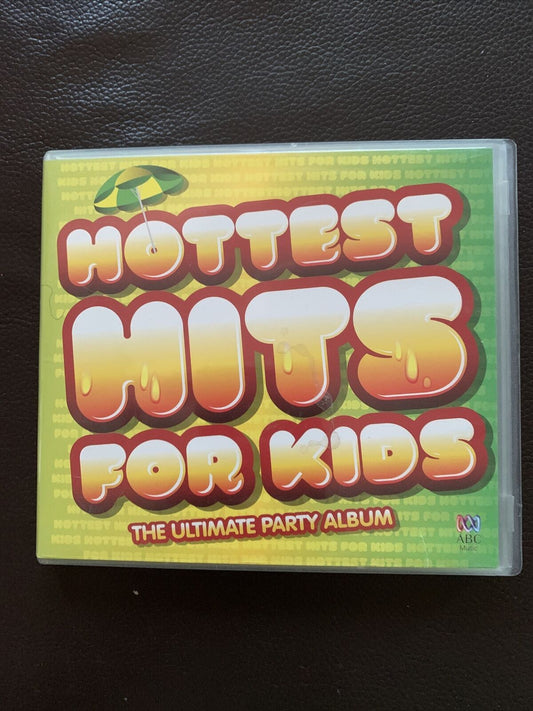 HOTTEST
HITS
FOR KIDS
THE ULTIMATE PARTY ALBUM
ABC
Music